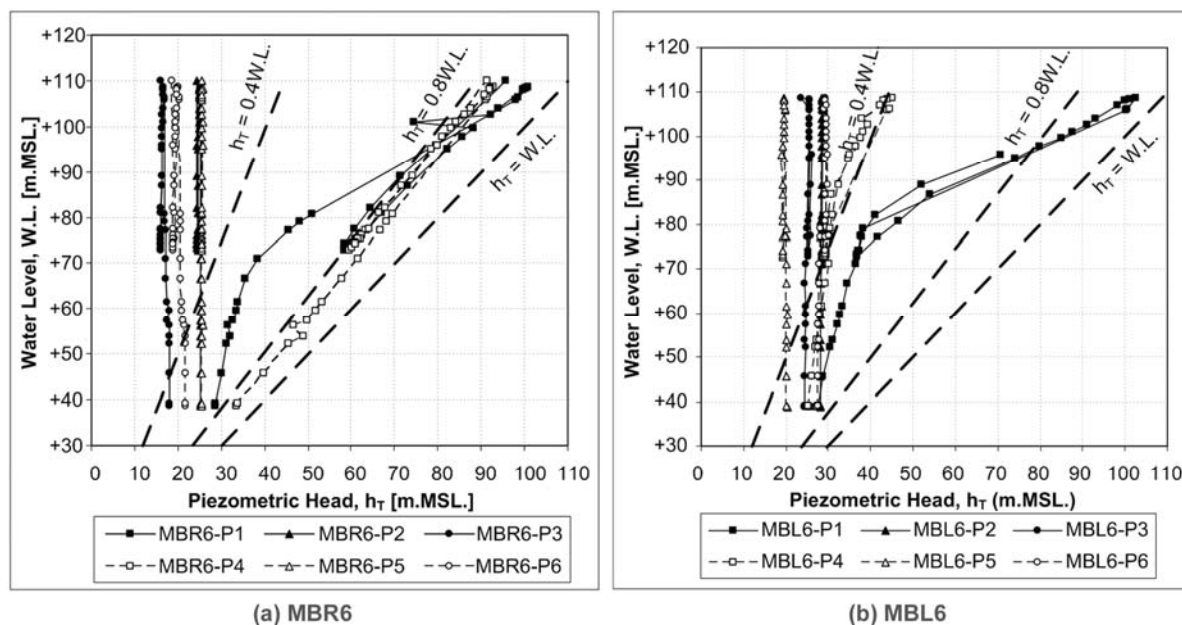 +120
+110
+100
+90
+80
+70
+60
+50
+40
+30
Water Level, W.L. [m.MSL.]
hT = 0.4W.L.
hT = 0.8W.L.
hT = W.L.
0 10 20 30 40 50 60 70 80 90 100 110
Piezometric Head, hT [m.MSL.]
MBR6-P1 MBR6-P2 MBR6-P3
MBR6-P4 MBR6-P5 MBR6-P6
(a) MBR6
+120
+110
+100
+90
+80
+70
+60
+50
+40
+30
Water Level, W.L. [m.MSL.]
hT = 0.4W.L.
hT = 0.8W.L.
hT = W.L.
0 10 20 30 40 50 60 70 80 90 100 110
Piezometric Head, hT (m.MSL.)
MBL6-P1 MBL6-P2 MBL6-P3
MBL6-P4 MBL6-P5 MBL6-P6
(b) MBL6